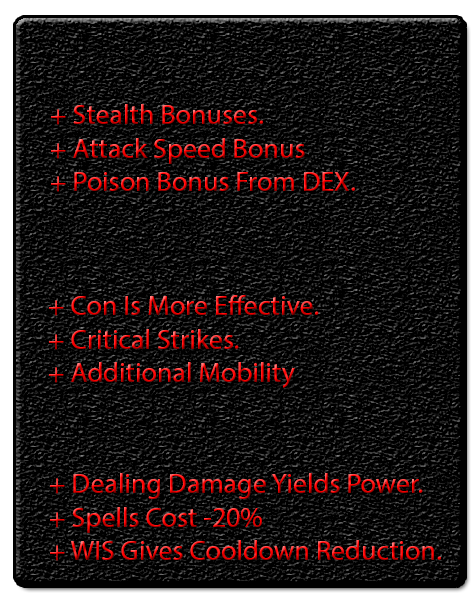 + Stealth Bonuses.
+ Attack Speed Bonus
+ Poison Bonus From DEX.
+ Con Is More Effective.
+ Critical Strikes.
+ Additional Mobility
+ Dealing Damage Yields Power.
+ Spells Cost -20%
+ WIS Gives Cooldown Reduction.